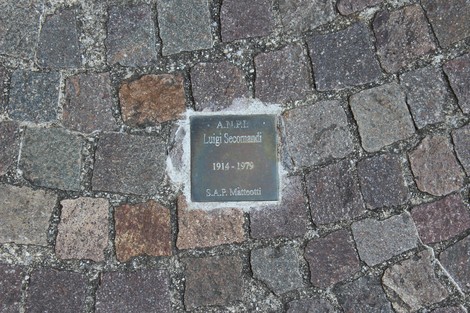 A.N.P.I.
Luigi Secomandi
1914 - 1979
S.A.P. Matteotti